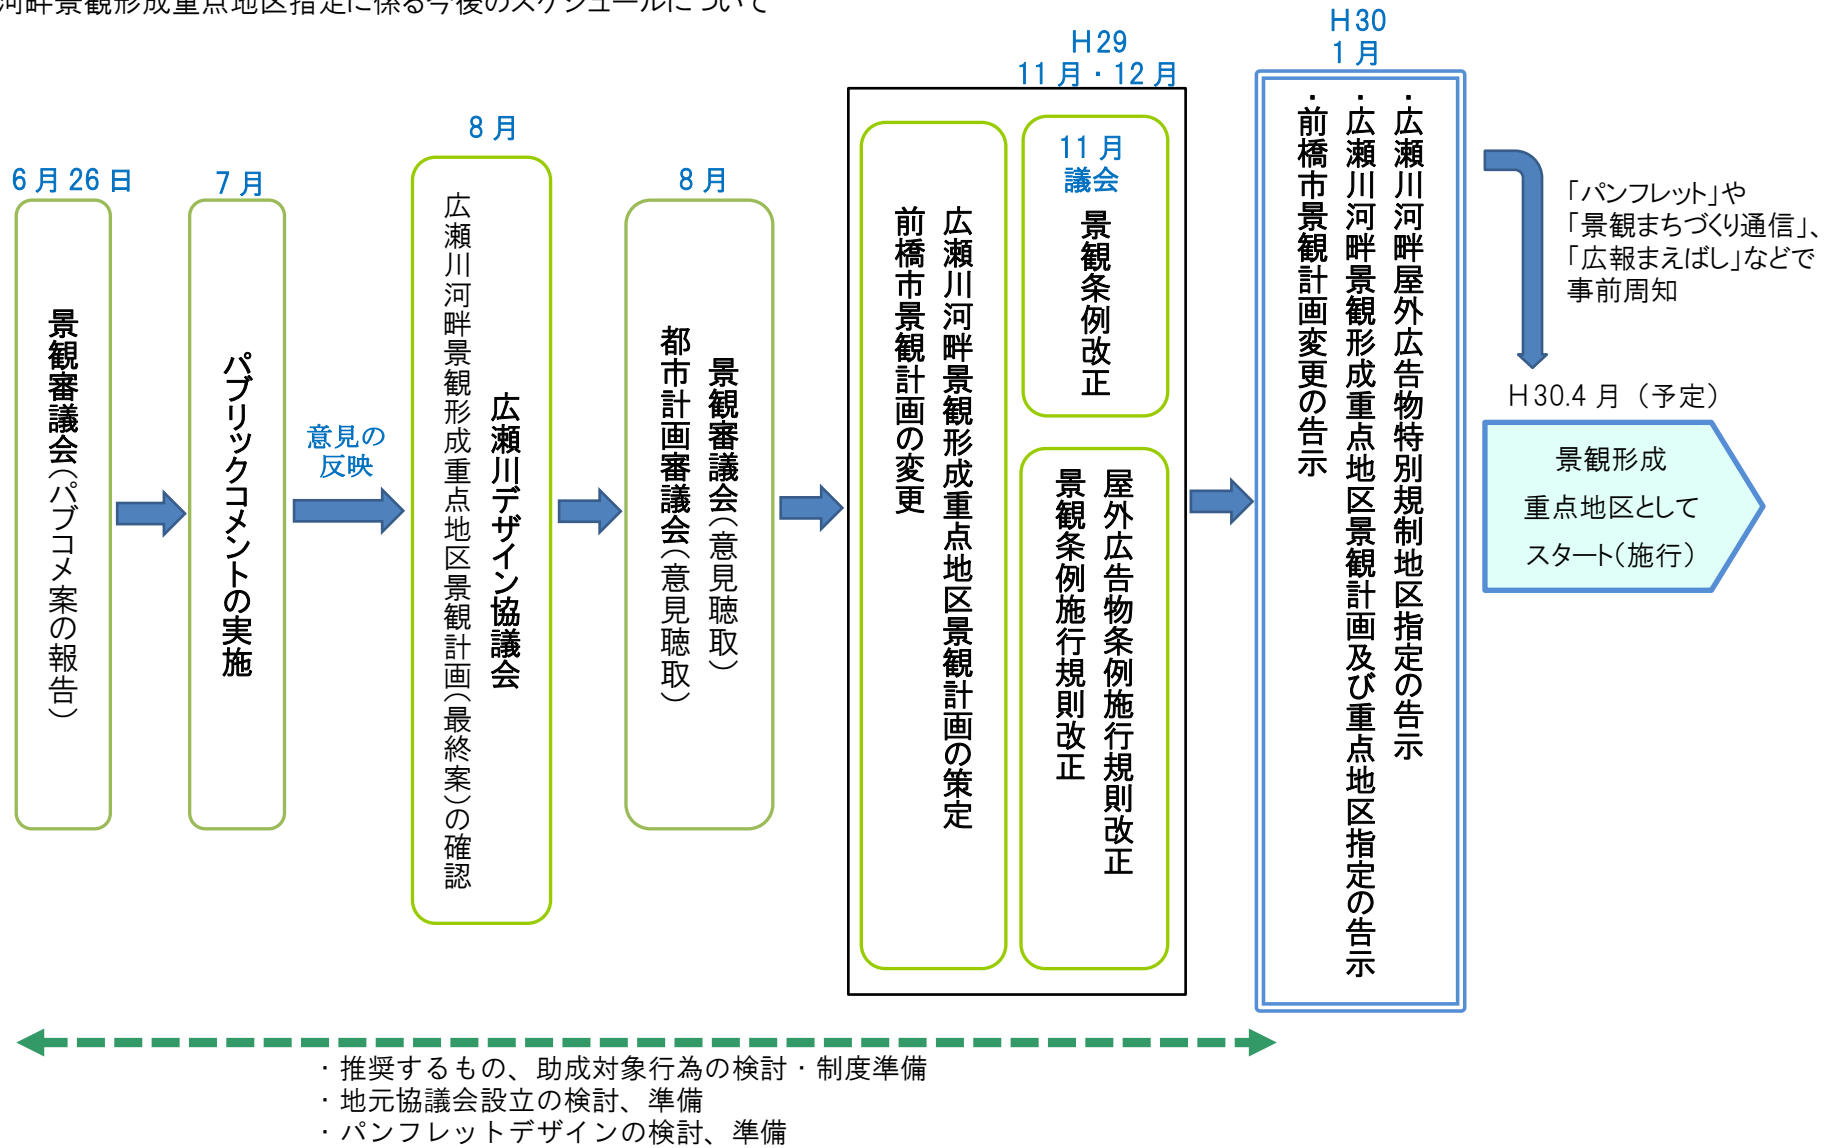 河畔景観形成重点地区指定に係る今後のスケジュールについて
6月26日
景観審議会（パブコメ案の報告）
7月
パブリックコメントの実施
意見の
反映
8月
広瀬川デザイン協議会
広瀬川河畔景観形成重点地区景観計画（最終案）の確認
8月
景観審議会（意見聴取）
都市計画審議会（意見聴取）
H29
11月・12月
広瀬川河畔景観形成重点地区景観計画の策定
前橋市景観計画の変更
11月
議会
景観条例改正
屋外広告物条例施行規則改正
景観条例施行規則改正
H30
1月
・広瀬川河畔屋外広告物特別規制地区指定の告示
・広瀬川河畔景観形成重点地区景観計画及び重点地区指定の告示
・前橋市景観計画変更の告示
「パンフレット」や
「景観まちづくり通信」、
「広報まえばし」などで
事前周知
H30.4月（予定）
景観形成
重点地区として
スタート（施行）
・推奨するもの、助成対象行為の検討・制度準備
・地元協議会設立の検討、準備
・パンフレットデザインの検討、準備